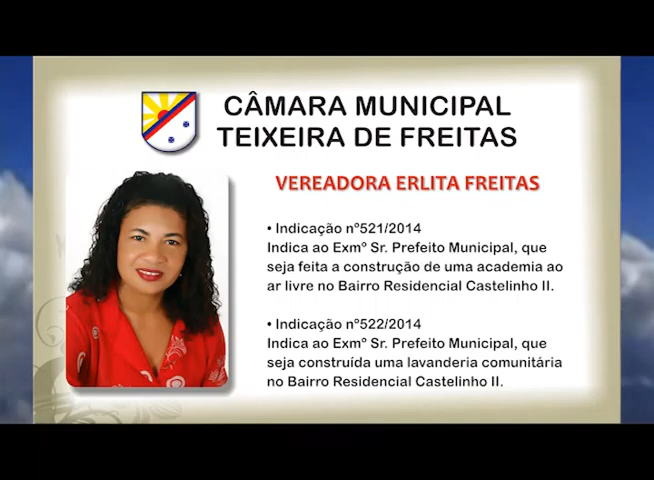 CÂMARA MUNICIPAL
TEIXEIRA DE FREITAS
VEREADORA ERLITA FREITAS
• Indicação nº521/2014
Indica ao Exmº Sr. Prefeito Municipal, que
seja feita a construção de uma academia ao
ar livre no Bairro Residencial Castelinho II.
• Indicação nº522/2014
Indica ao Exmº Sr. Prefeito Municipal, que
seja construída uma lavanderia comunitária
no Bairro Residencial Castelinho II.